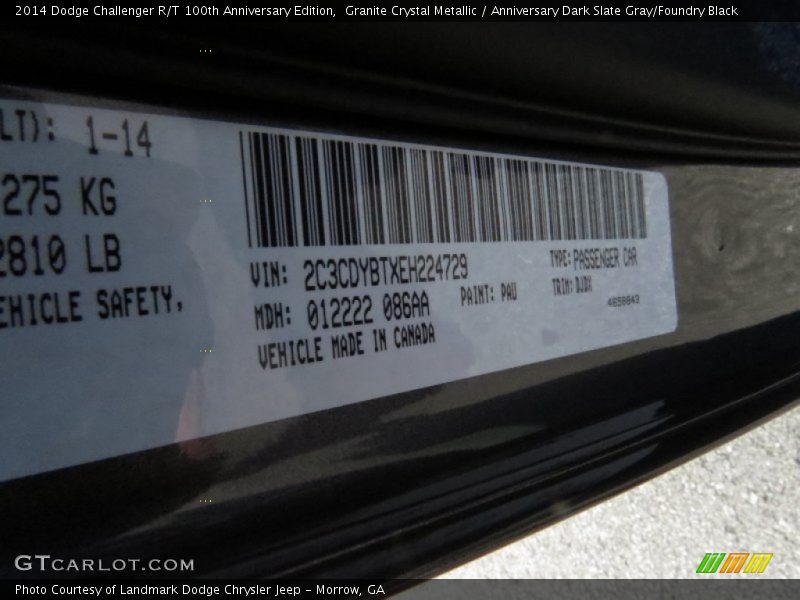 2014 Dodge Challenger R/T 100th Anniversary Edition,  Granite Crystal Metallic / Anniversary Dark Slate Gray/Foundry Black
LT): 1-14
275 KG
2810 LB
EHICLE SAFETY,
VIN: 2C3CDYBTXEH224729
TYPE: PASSENGER CAR
MDH: 012222 086AA
PAINT: PAU
TRIM: DJDX
VEHICLE MADE IN CANADA
GTCARLOT.COM
Photo Courtesy of Landmark Dodge Chrysler Jeep - Morrow, GA